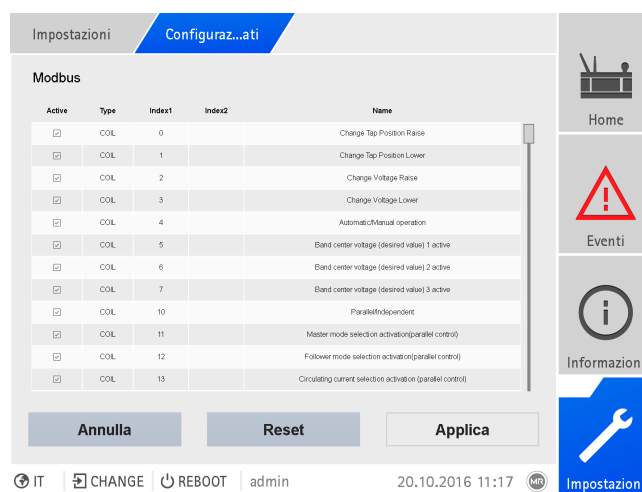 Impostazioni Configuraz...ati
Modbus
Active Type Index1 Index2 Name
COIL 0 Change Tap Position Raise
COIL 1 Change Tap Position Lower
COIL 2 Change Voltage Raise
COIL 3 Change Voltage Lower
COIL 4 Automatic/Manual operation
COIL 5 Band center voltage (desired value) 1 active
COIL 6 Band center voltage (desired value) 2 active
COIL 7 Band center voltage (desired value) 3 active
COIL 10 Parallel/Independent
COIL 11 Master mode selection activation(parallel control)
COIL 12 Follower mode selection activation(parallel control)
COIL 13 Circulating current selection activation (parallel control)
Annulla Reset Applica
IT CHANGE REBOOT admin 20.10.2016 11:17 MR
Home
Eventi
Informazion
Impostazion